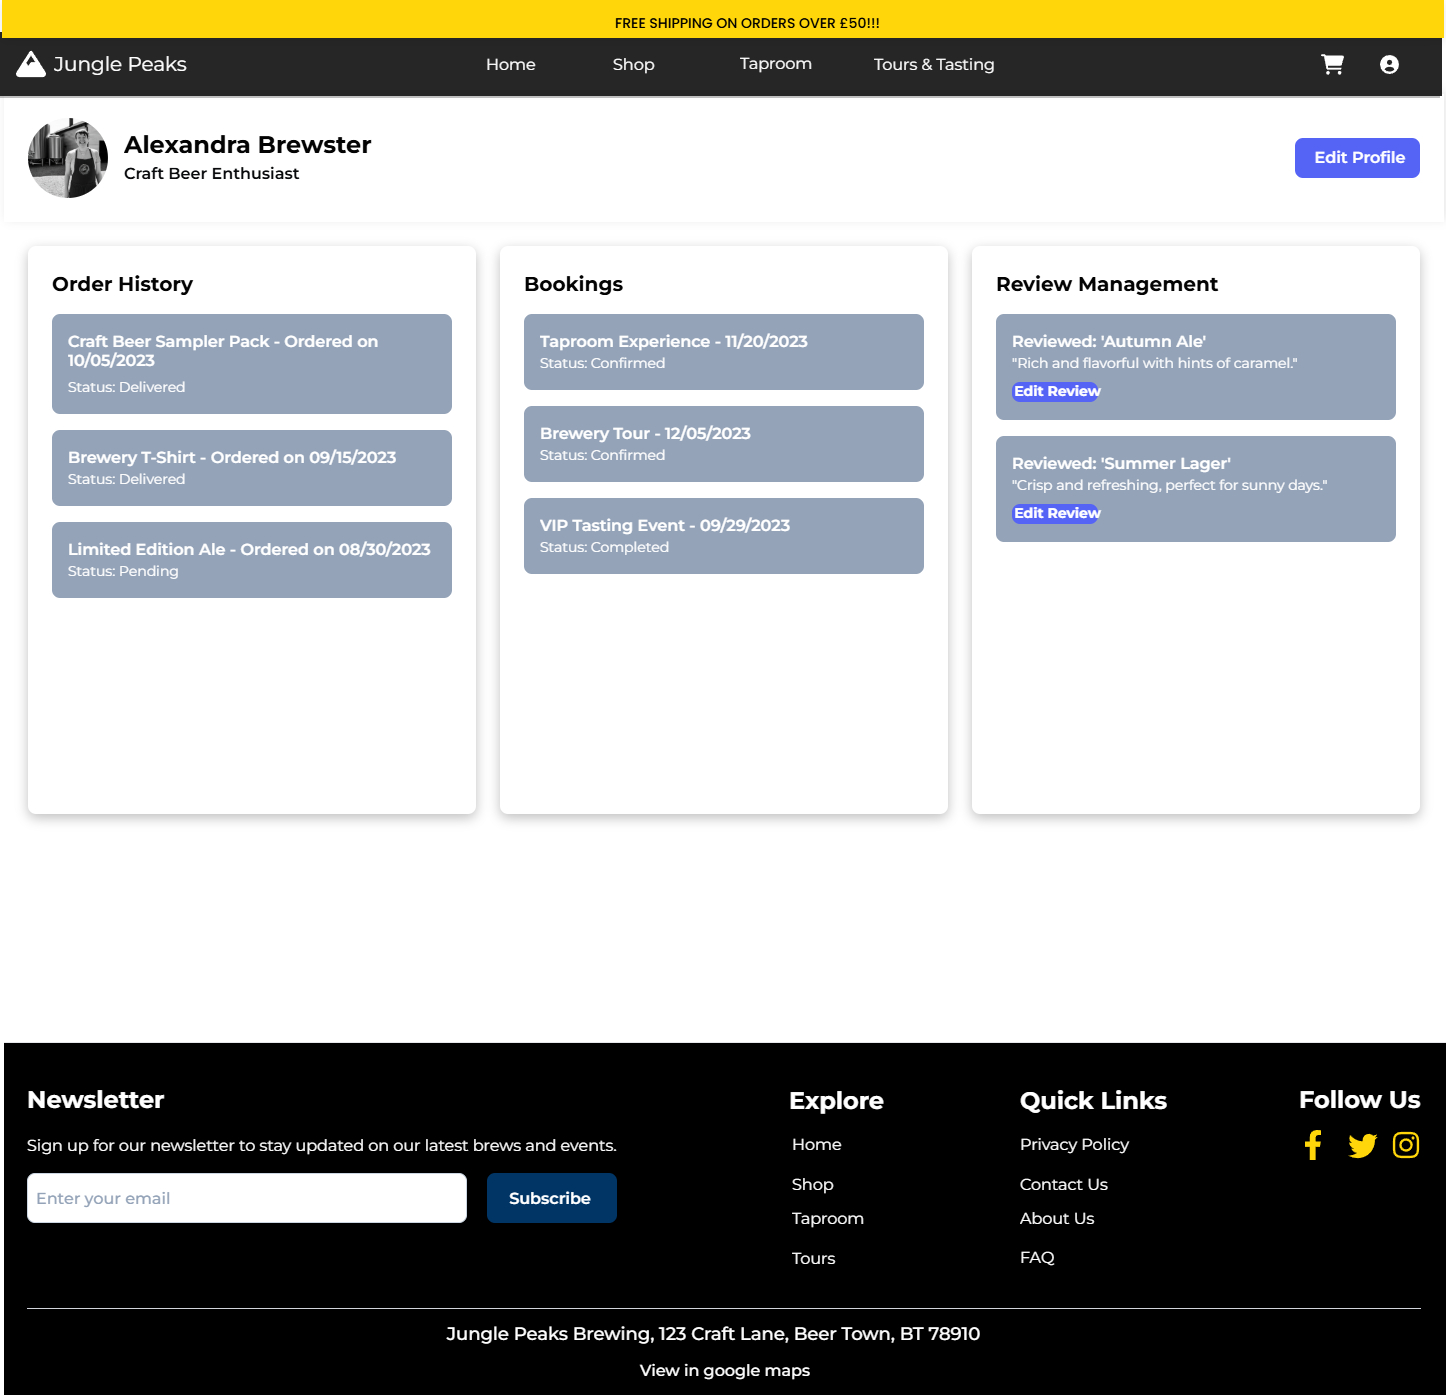 FREE SHIPPING ON ORDERS OVER £50!!!
Jungle Peaks
Home
Shop
Taproom
Tours & Tasting
Alexandra Brewster
Craft Beer Enthusiast
Edit Profile
Order History
Craft Beer Sampler Pack - Ordered on
10/05/2023
Status: Delivered
Brewery T-Shirt - Ordered on 09/15/2023
Status: Delivered
Limited Edition Ale - Ordered on 08/30/2023
Status: Pending
Bookings
Taproom Experience - 11/20/2023
Status: Confirmed
Brewery Tour - 12/05/2023
Status: Confirmed
VIP Tasting Event - 09/29/2023
Status: Completed
Review Management
Reviewed: 'Autumn Ale'
"Rich and flavorful with hints of caramel."
Edit Review
Reviewed: 'Summer Lager'
"Crisp and refreshing, perfect for sunny days."
Edit Review
Newsletter
Sign up for our newsletter to stay updated on our latest brews and events.
Enter your email
Subscribe
Explore
Home
Shop
Taproom
Tours
Quick Links
Privacy Policy
Contact Us
About Us
FAQ
Follow Us
Jungle Peaks Brewing, 123 Craft Lane, Beer Town, BT 78910
View in google maps